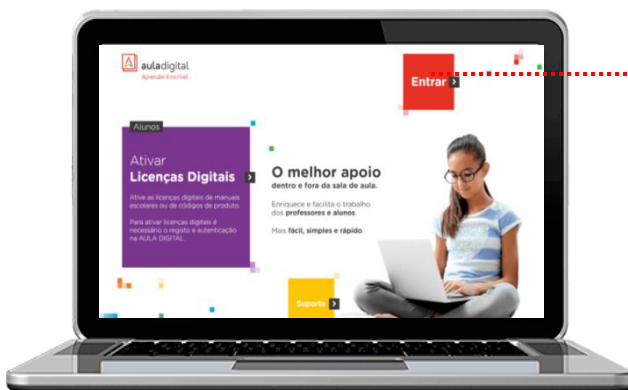 auladigital
Aprender é incrível.
Entrar
Alunos
Ativar
Licenças Digitais
Ative as licenças digitais de manuais
escolares ou de códigos de produto.
Para ativar licenças digitais é
necessário o registo e autenticação
na AULA DIGITAL.
O melhor apoio
dentro e fora da sala de aula.
Enriquece e facilita o trabalho
dos professores e alunos.
Mais fácil, simples e rápido.
Suporte